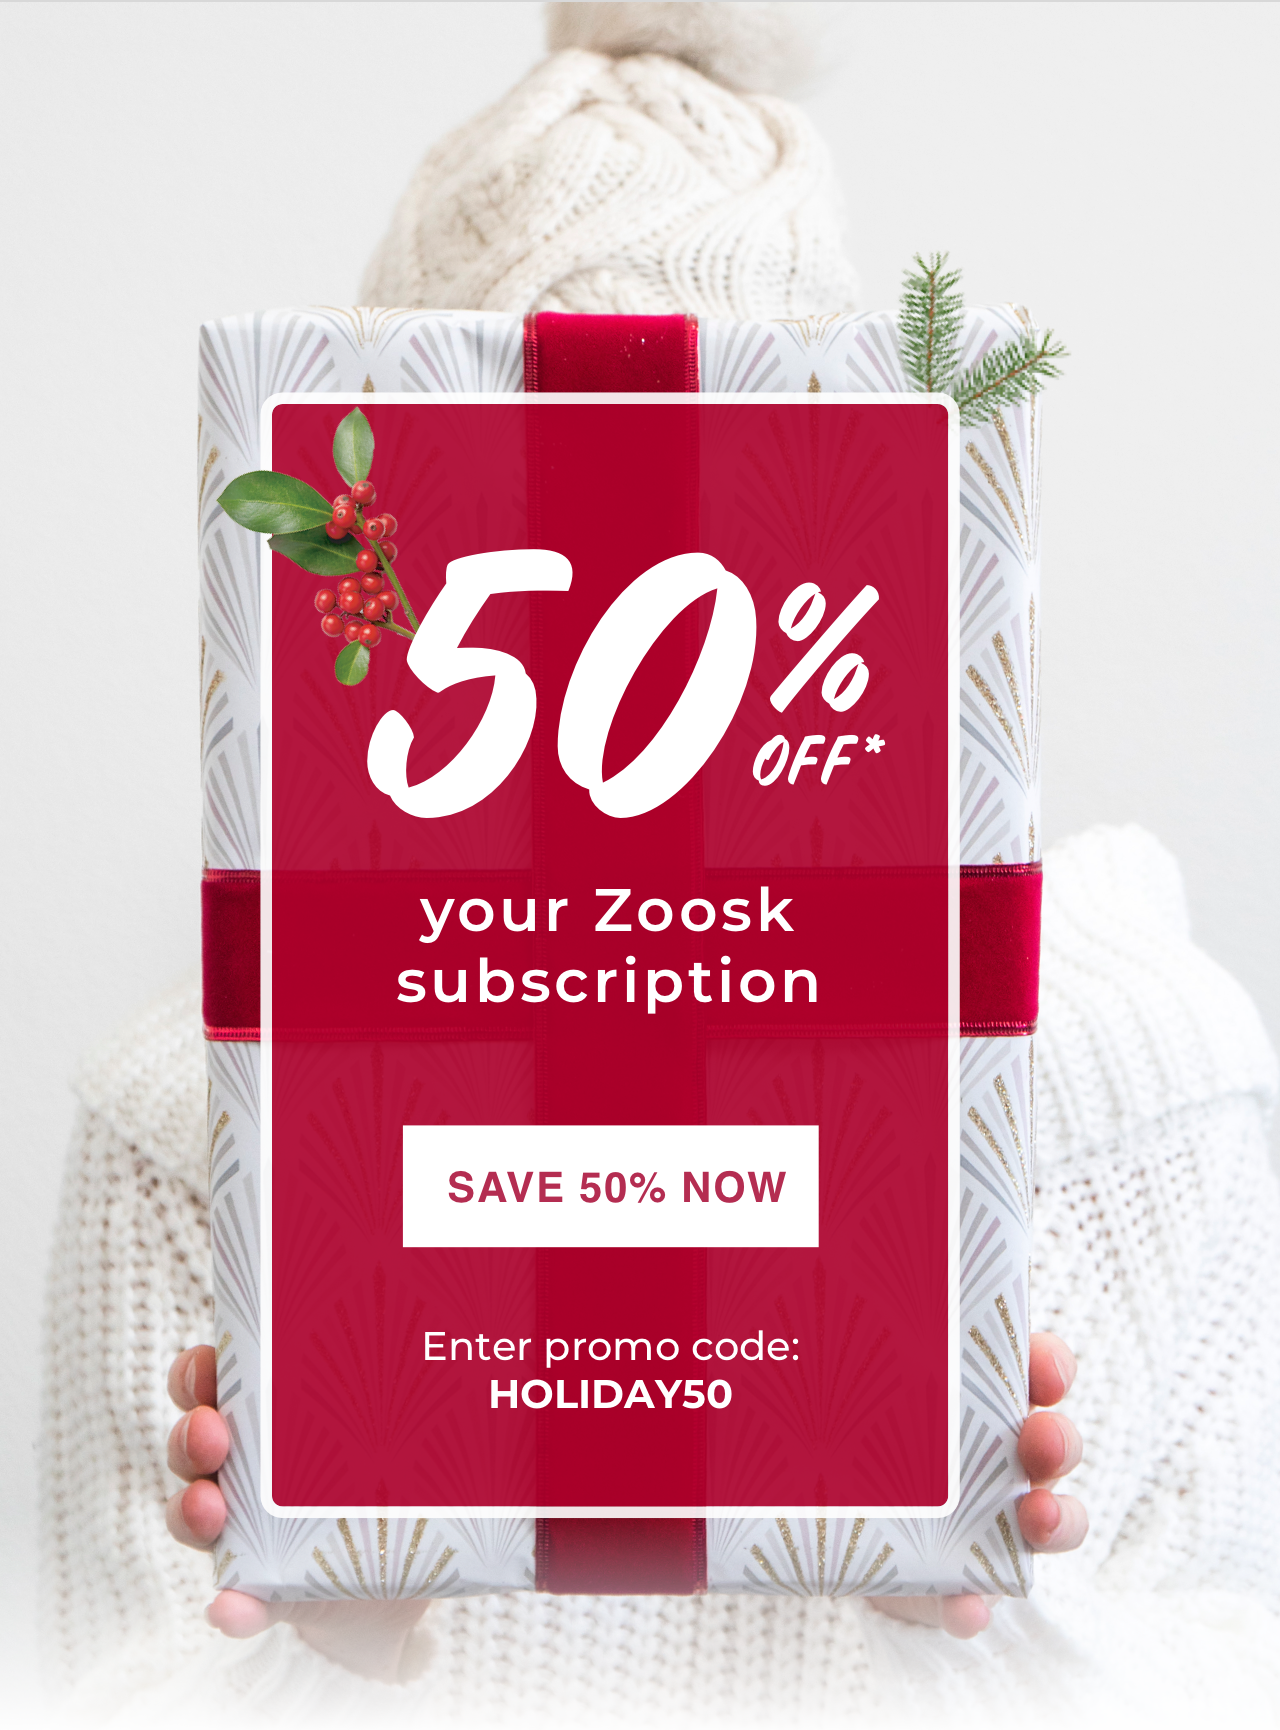 50%
OFF*
your Zoosk
subscription
SAVE 50% NOW
Enter promo code:
HOLIDAY50